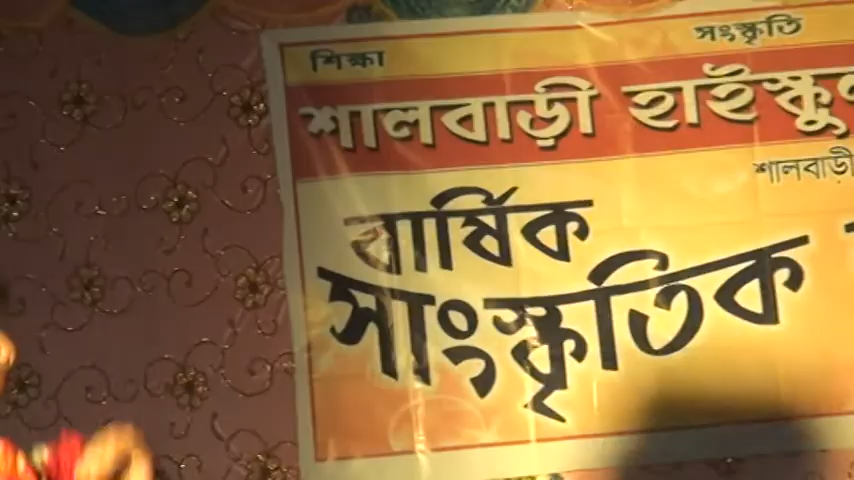 শিক্ষা সংস্কৃতি
শালবাড়ী হাইস্কুল
শালবাড়ী
বার্ষিক
সাংস্কৃতিক